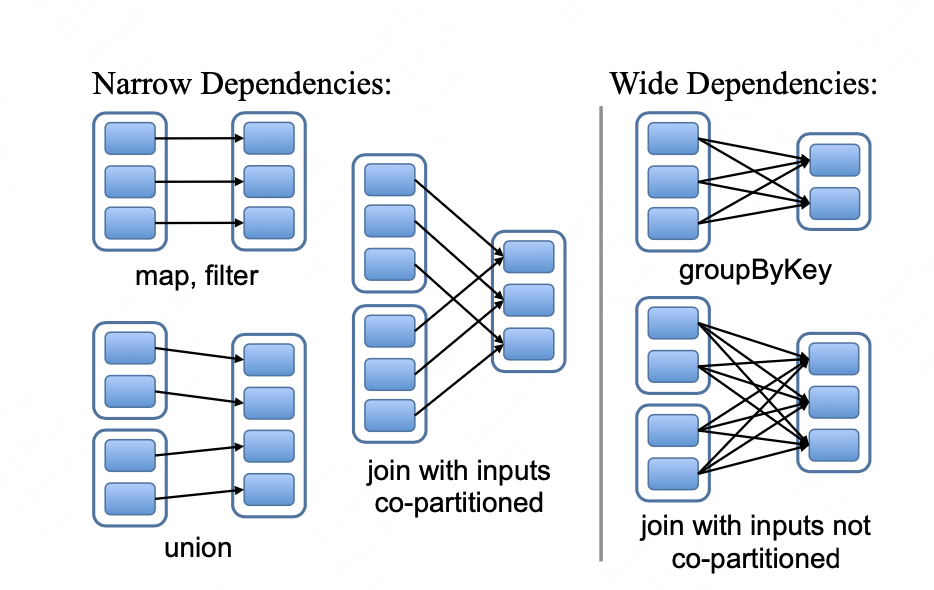 Narrow Dependencies:
map, filter
union
join with inputs
co-partitioned
Wide Dependencies:
groupByKey
join with inputs not
co-partitioned